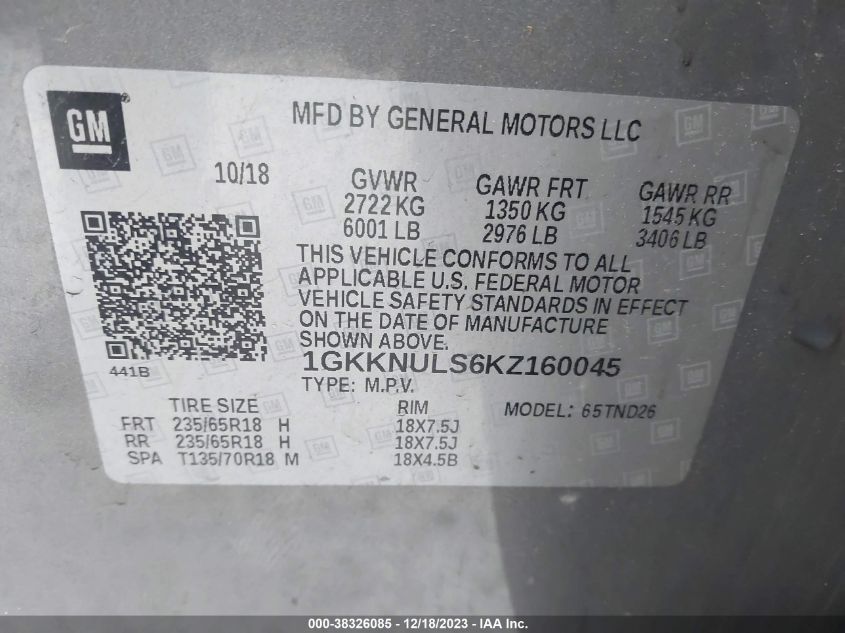 GM
MFD BY GENERAL MOTORS LLC
10/18
GVWR GAWR FRT GAWR RR
2722 KG 1350 KG 1545 KG
6001 LB 2976 LB 3406 LB
THIS VEHICLE CONFORMS TO ALL
APPLICABLE U.S. FEDERAL MOTOR
VEHICLE SAFETY STANDARDS IN EFFECT
ON THE DATE OF MANUFACTURE
SHOWN ABOVE.
441B
1GKKNULS6KZ160045
TYPE: M.P.V.
TIRE SIZE RIM MODEL: 65TND26
FRT 235/65R18 H 18X7.5J
RR 235/65R18 H 18X7.5J
SPA T135/70R18 M 18X4.5B
000-38326085 - 12/18/2023 - IAAI.com.